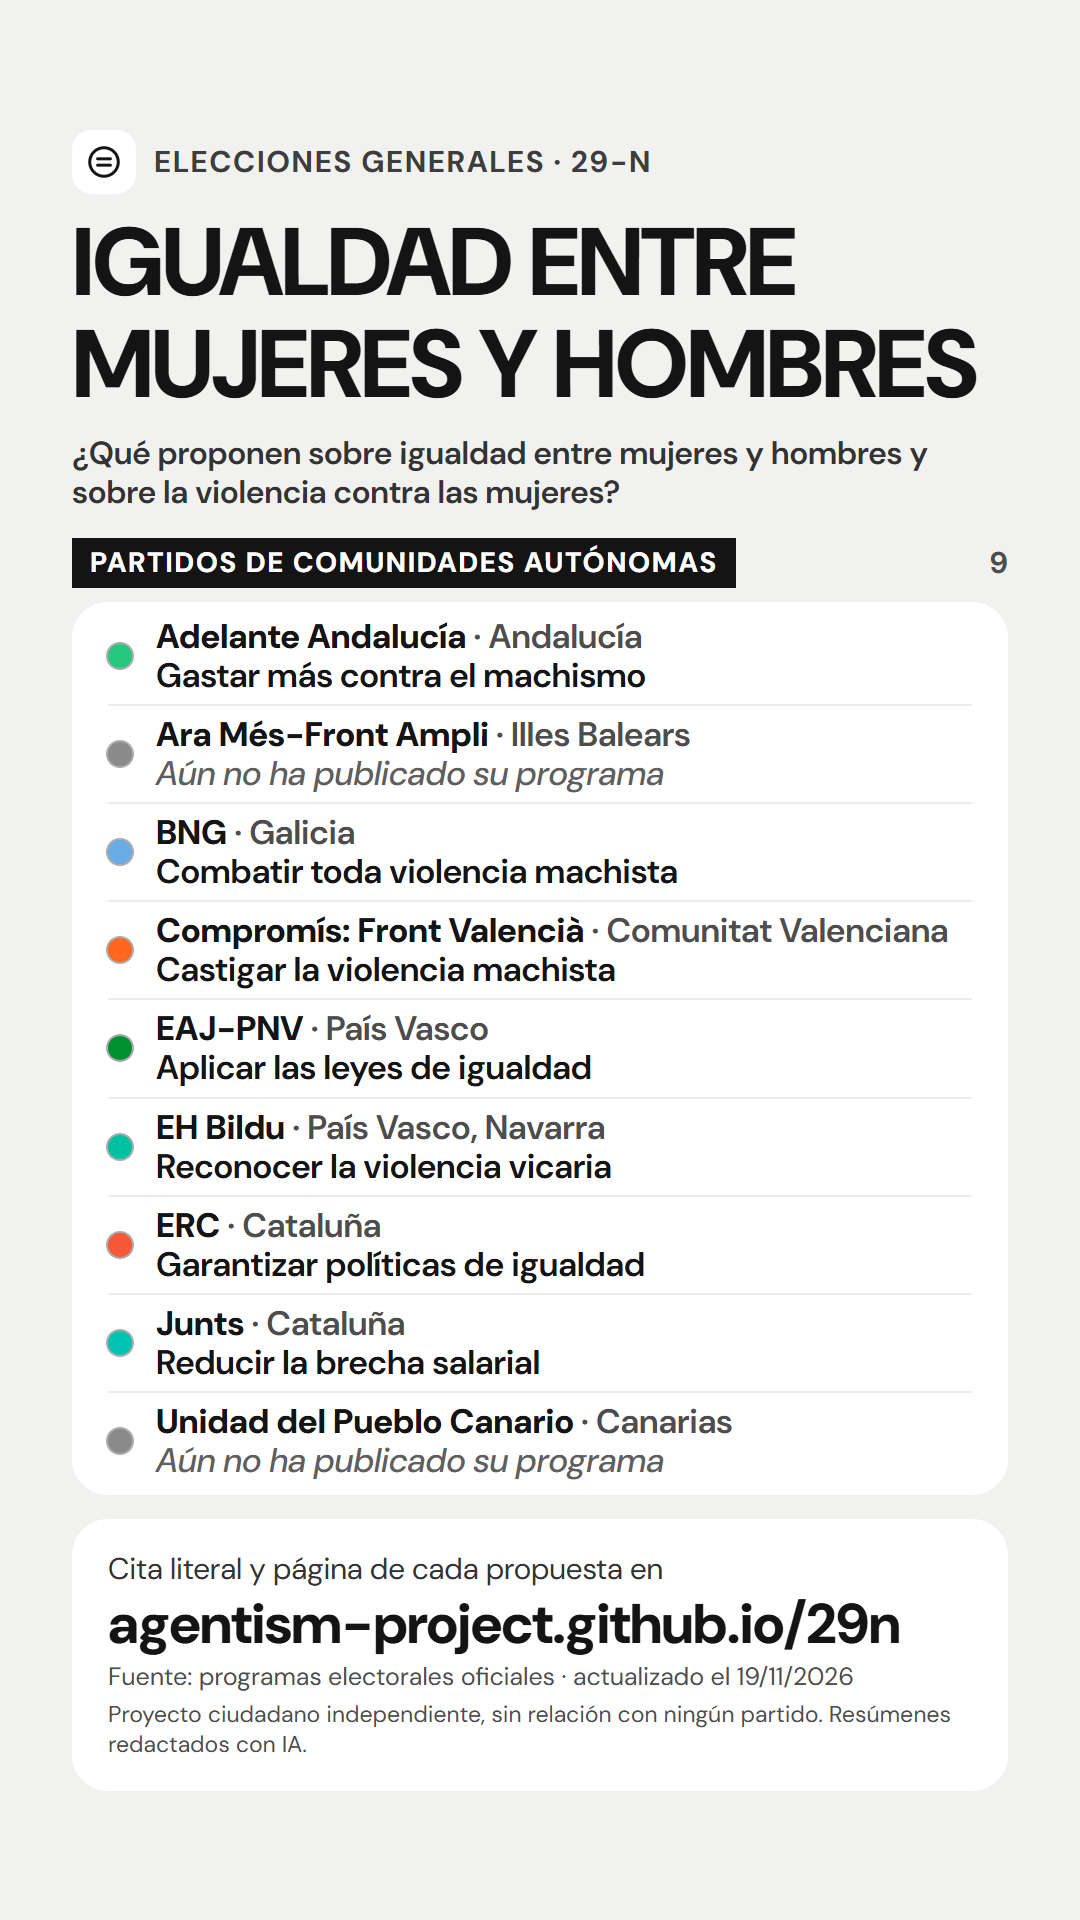 ELECCIONES GENERALES · 29-N
IGUALDAD ENTRE
MUJERES Y HOMBRES
¿Qué proponen sobre igualdad entre mujeres y hombres y
sobre la violencia contra las mujeres?
PARTIDOS DE COMUNIDADES AUTÓNOMAS 9
Adelante Andalucía · Andalucía
Gastar más contra el machismo
Ara Més-Front Ampli · Illes Balears
Aún no ha publicado su programa
BNG · Galicia
Combatir toda violencia machista
Compromís: Front Valencià · Comunitat Valenciana
Castigar la violencia machista
EAJ-PNV · País Vasco
Aplicar las leyes de igualdad
EH Bildu · País Vasco, Navarra
Reconocer la violencia vicaria
ERC · Cataluña
Garantizar políticas de igualdad
Junts · Cataluña
Reducir la brecha salarial
Unidad del Pueblo Canario · Canarias
Aún no ha publicado su programa
Cita literal y página de cada propuesta en
agentism-project.github.io/29n
Fuente: programas electorales oficiales · actualizado el 19/11/2026
Proyecto ciudadano independiente, sin relación con ningún partido. Resúmenes
redactados con IA.